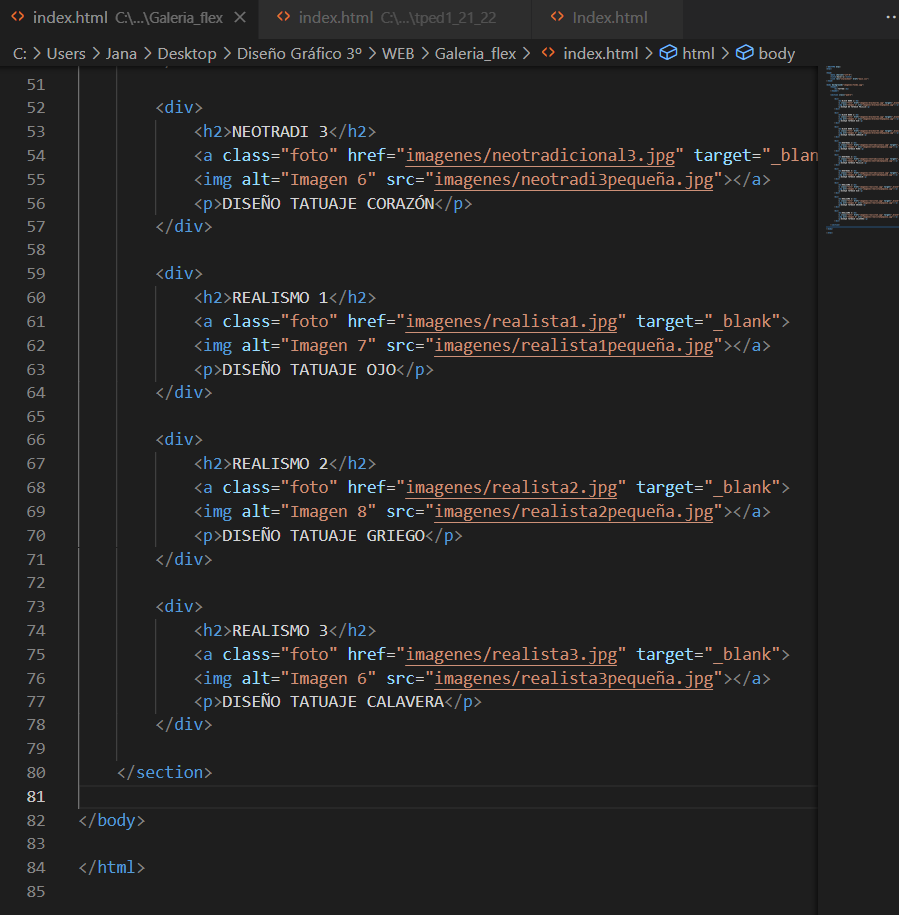 index.html C:\...\Galeria_flex index.html C:\...\tped1_21_22 Index.html
C: > Users > Jana > Desktop > Diseño Gráfico 3º > WEB > Galeria_flex > index.html > html > body
51
52 <div>
53 <h2>NEOTRADI 3</h2>
54 <a class="foto" href="imagenes/neotradicional3.jpg" target="_blan
55 <img alt="Imagen 6" src="imagenes/neotradi3pequeña.jpg"></a>
56 <p>DISEÑO TATUAJE CORAZÓN</p>
57 </div>
58
59 <div>
60 <h2>REALISMO 1</h2>
61 <a class="foto" href="imagenes/realista1.jpg" target="_blank">
62 <img alt="Imagen 7" src="imagenes/realista1pequeña.jpg"></a>
63 <p>DISEÑO TATUAJE OJO</p>
64 </div>
65
66 <div>
67 <h2>REALISMO 2</h2>
68 <a class="foto" href="imagenes/realista2.jpg" target="_blank">
69 <img alt="Imagen 8" src="imagenes/realista2pequeña.jpg"></a>
70 <p>DISEÑO TATUAJE GRIEGO</p>
71 </div>
72
73 <div>
74 <h2>REALISMO 3</h2>
75 <a class="foto" href="imagenes/realista3.jpg" target="_blank">
76 <img alt="Imagen 6" src="imagenes/realista3pequeña.jpg"></a>
77 <p>DISEÑO TATUAJE CALAVERA</p>
78 </div>
79
80 </section>
81
82 </body>
83
84 </html>
85